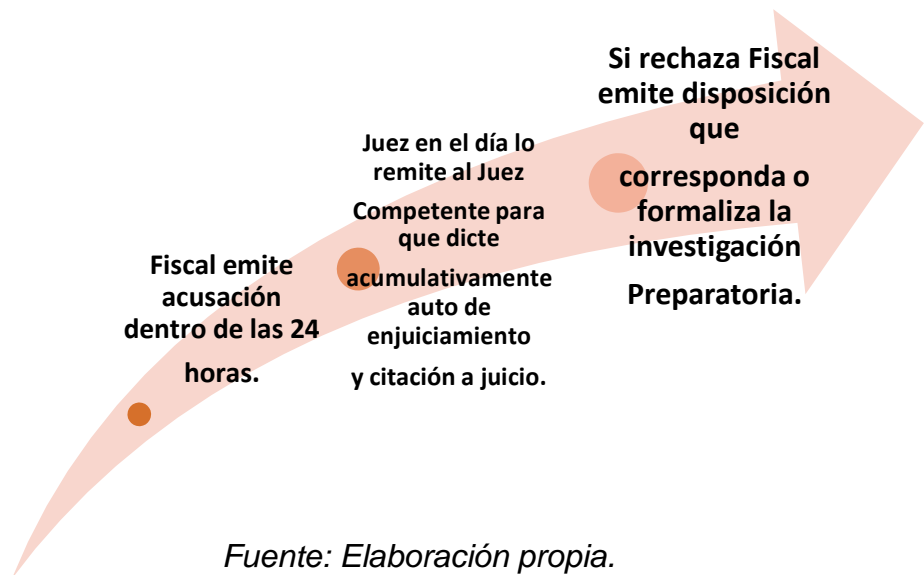 Fiscal emite
acusación
dentro de las 24
horas.
Juez en el día lo
remite al Juez
Competente para
que dicte
acumulativamente
auto de
enjuiciamiento
y citación a juicio.
Si rechaza Fiscal
emite disposición
que
corresponda o
formaliza la
investigación
Preparatoria.
Fuente: Elaboración propia.